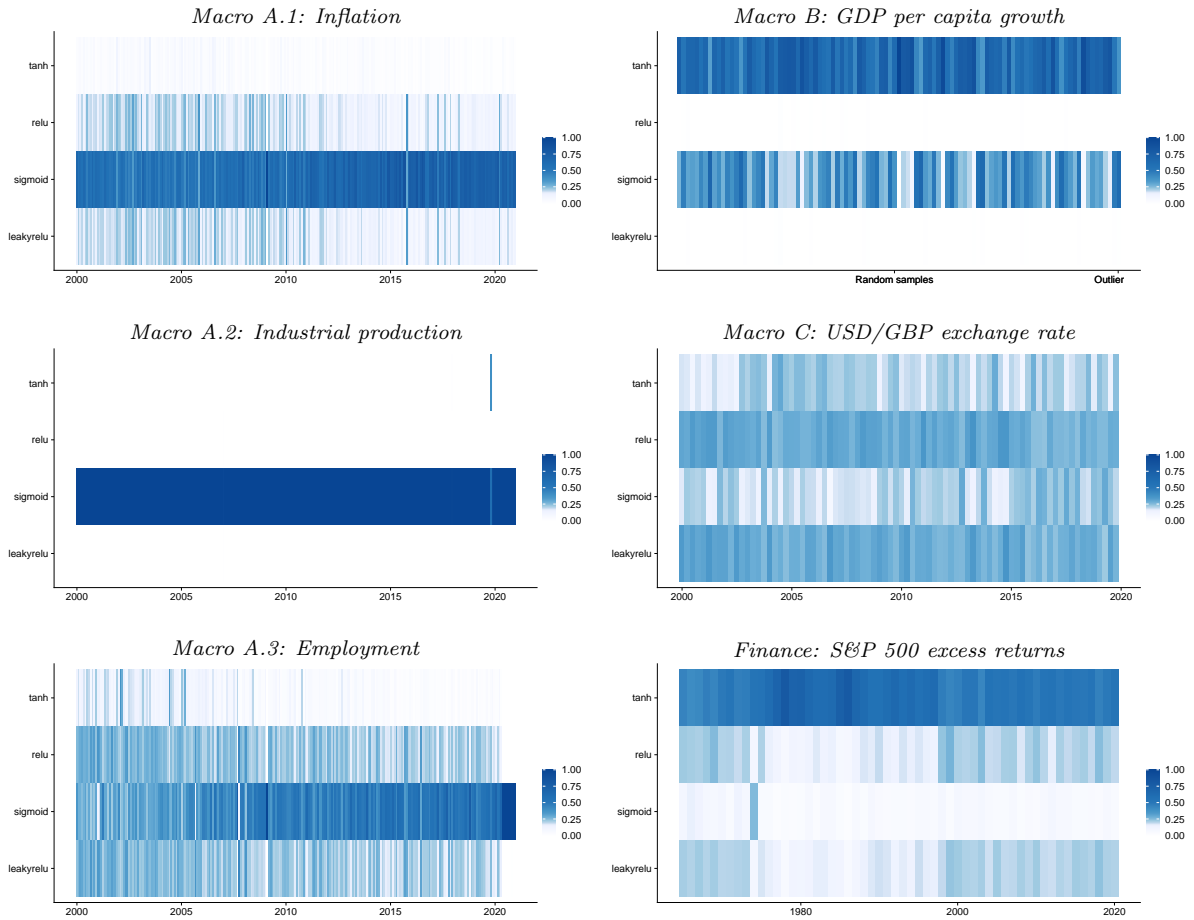 Macro A.1: Inflation
tanh
relu
sigmoid
leakyrelu
2000 2005 2010 2015 2020
1.00
0.75
0.50
0.25
0.00
Macro B: GDP per capita growth
tanh
relu
sigmoid
leakyrelu
Random samples Outlier
1.00
0.75
0.50
0.25
0.00
Macro A.2: Industrial production
tanh
relu
sigmoid
leakyrelu
2000 2005 2010 2015 2020
1.00
0.75
0.50
0.25
0.00
Macro C: USD/GBP exchange rate
tanh
relu
sigmoid
leakyrelu
2000 2005 2010 2015 2020
1.00
0.75
0.50
0.25
0.00
Macro A.3: Employment
tanh
relu
sigmoid
leakyrelu
2000 2005 2010 2015 2020
1.00
0.75
0.50
0.25
0.00
Finance: S&P 500 excess returns
tanh
relu
sigmoid
leakyrelu
1980 2000 2020
1.00
0.75
0.50
0.25
0.00